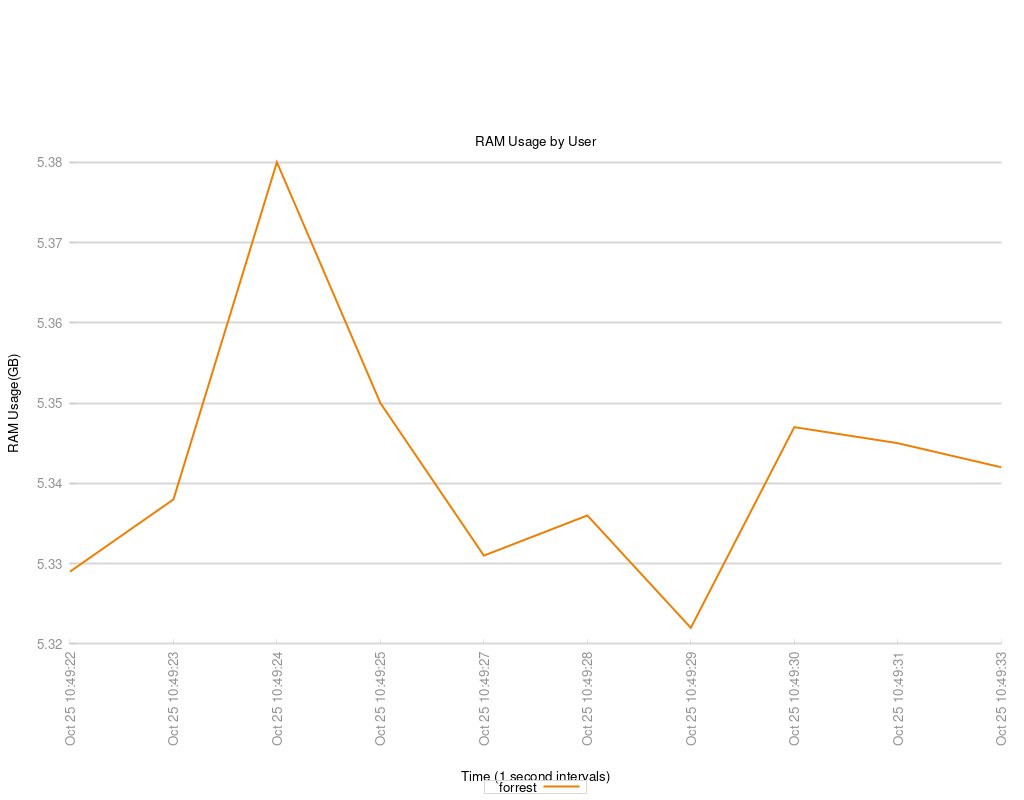 RAM Usage by User
5.38
5.37
5.36
5.35
5.34
5.33
5.32
RAM Usage(GB)
Oct 25 10:49:22
Oct 25 10:49:23
Oct 25 10:49:24
Oct 25 10:49:25
Oct 25 10:49:27
Oct 25 10:49:28
Oct 25 10:49:29
Oct 25 10:49:30
Oct 25 10:49:31
Oct 25 10:49:33
Time (1 second intervals)
forrest